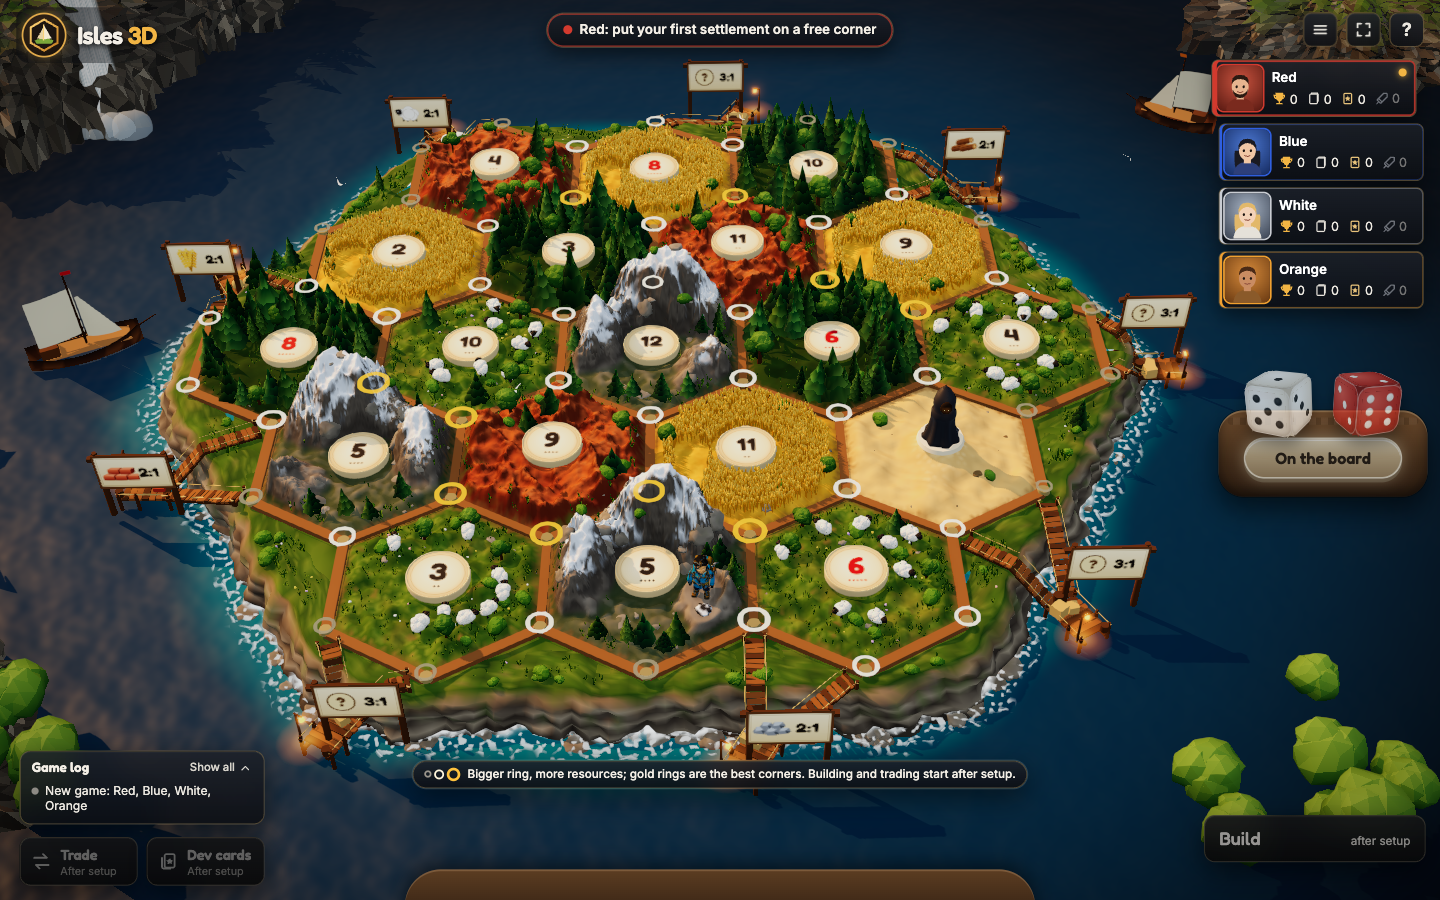 Isles 3D
Red: put your first settlement on a free corner
? 3:1
2:1
2:1
Red
0 0 0 0
Blue
0 0 0 0
White
0 0 0 0
Orange
0 0 0 0
4
8
10
2
3
11
9
2:1
? 3:1
8
10
12
6
4
5
9
11
On the board
2:1
3
5
6
? 3:1
? 3:1
2:1
Bigger ring, more resources; gold rings are the best corners. Building and trading start after setup.
Game log
Show all
New game: Red, Blue, White,
Orange
Trade
After setup
Dev cards
After setup
Build
after setup
?